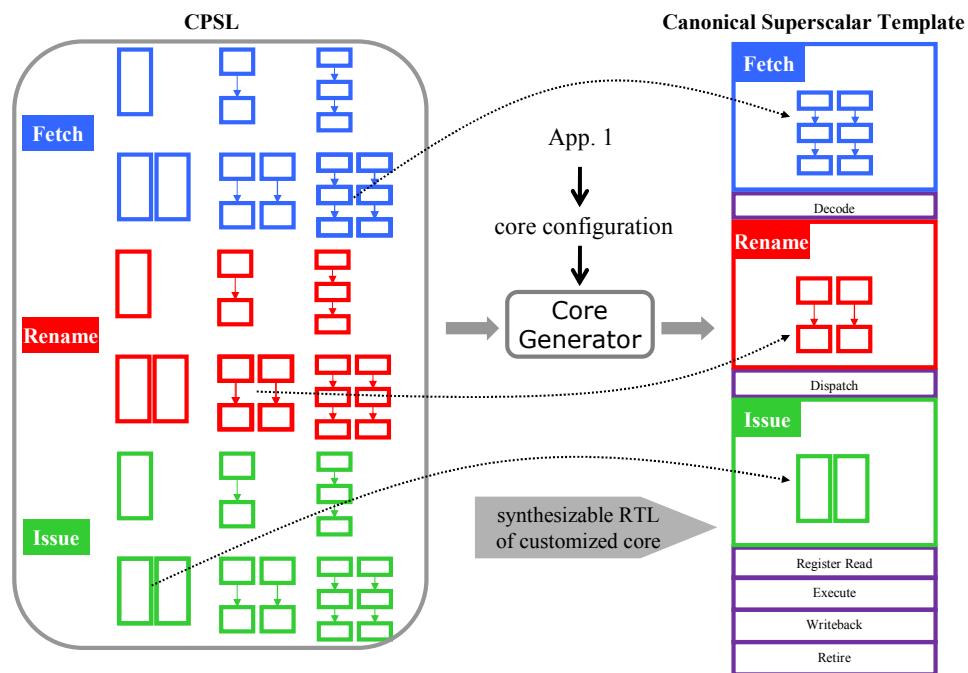 CPSL
Canonical Superscalar Template
Fetch
Rename
Issue
App. 1
core configuration
Core
Generator
synthesizable RTL
of customized core
Fetch
Decode
Rename
Dispatch
Issue
Register Read
Execute
Writeback
Retire